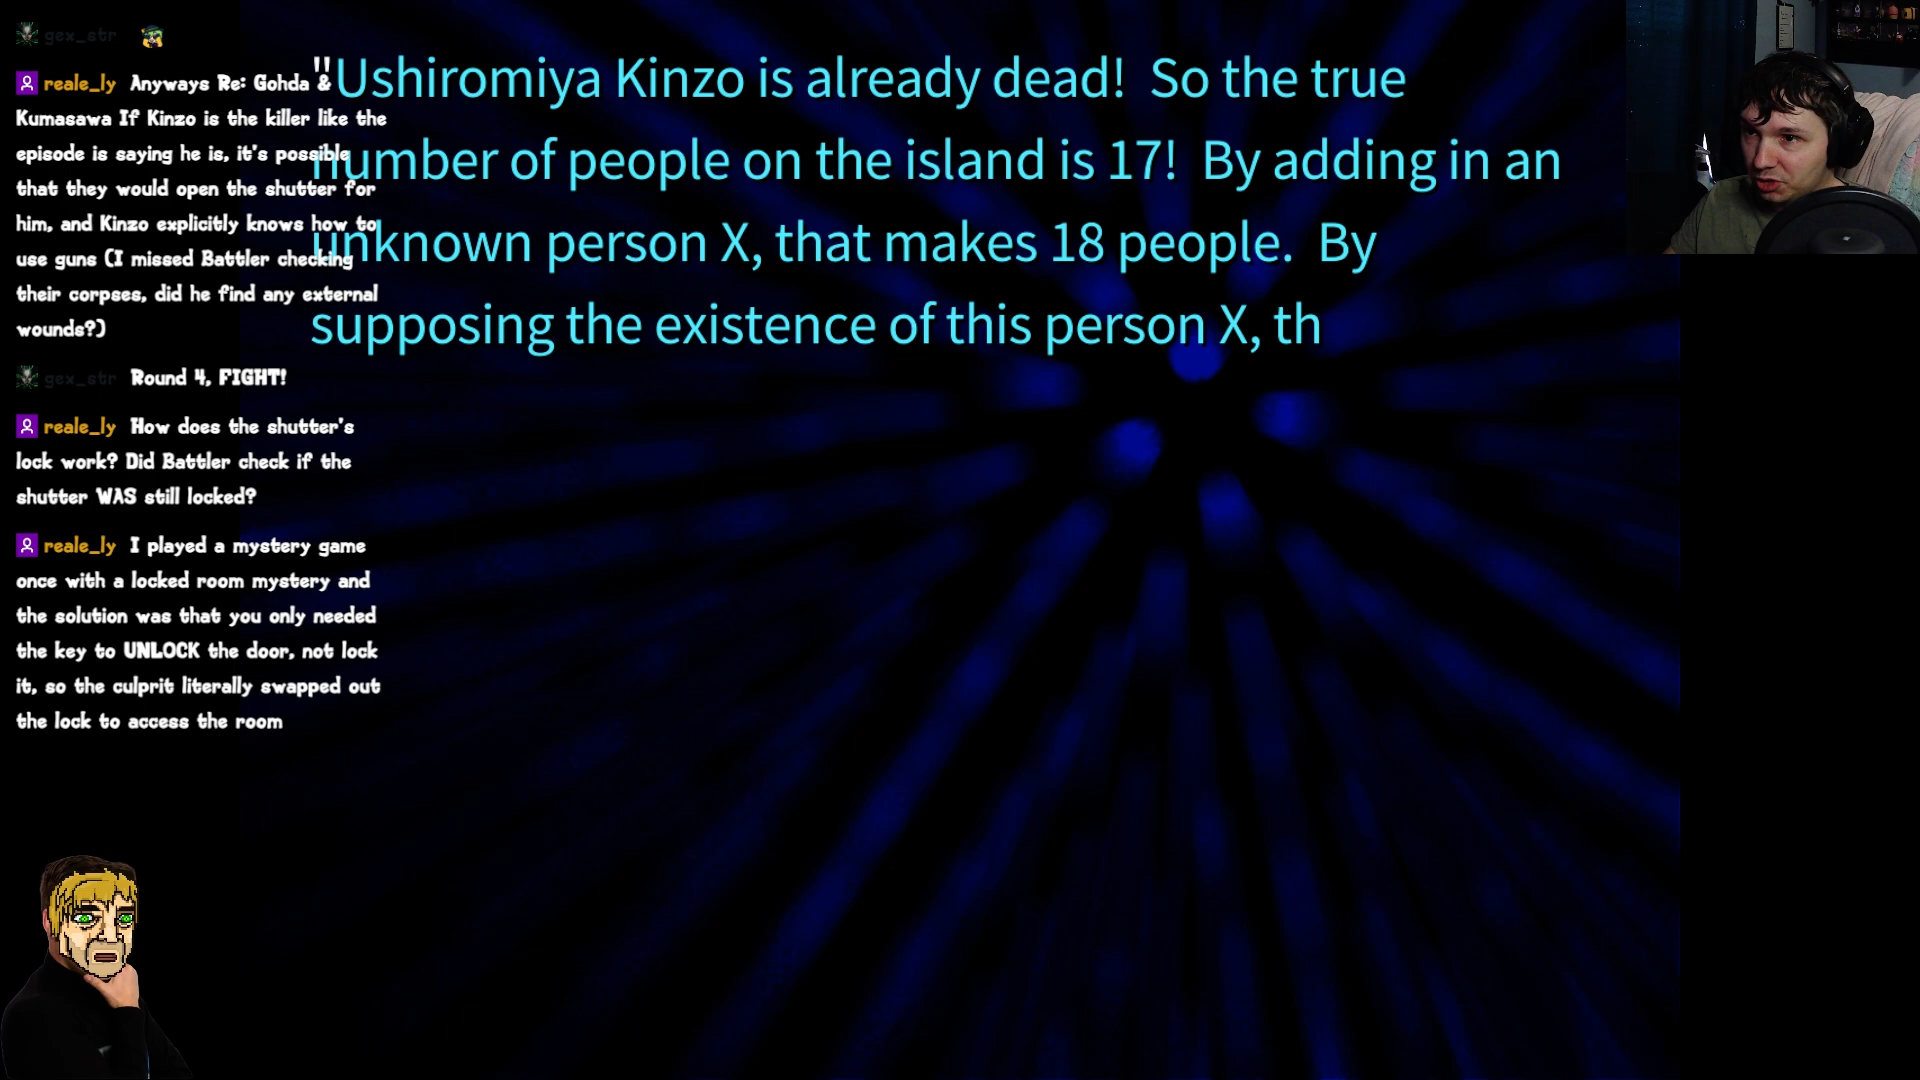 gex_str
reale_ly Anyways Re: Gohda &
Kumasawa If Kinzo is the killer like the
episode is saying he is, it's possible
that they would open the shutter for
him, and Kinzo explicitly knows how to
use guns (I missed Battler checking
their corpses, did he find any external
wounds?)
gex_str Round 4, FIGHT!
reale_ly How does the shutter's
lock work? Did Battler check if the
shutter WAS still locked?
reale_ly I played a mystery game
once with a locked room mystery and
the solution was that you only needed
the key to UNLOCK the door, not lock
it, so the culprit literally swapped out
the lock to access the room
"Ushiromiya Kinzo is already dead!  So the true
number of people on the island is 17!  By adding in an
unknown person X, that makes 18 people.  By
supposing the existence of this person X, th